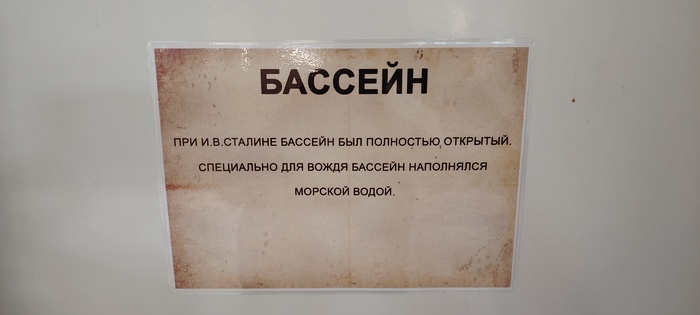 БАССЕЙН
ПРИ И.В.СТАЛИНЕ БАССЕЙН БЫЛ ПОЛНОСТЬЮ ОТКРЫТЫЙ.
СПЕЦИАЛЬНО ДЛЯ ВОЖДЯ БАССЕЙН НАПОЛНЯЛСЯ
МОРСКОЙ ВОДОЙ.